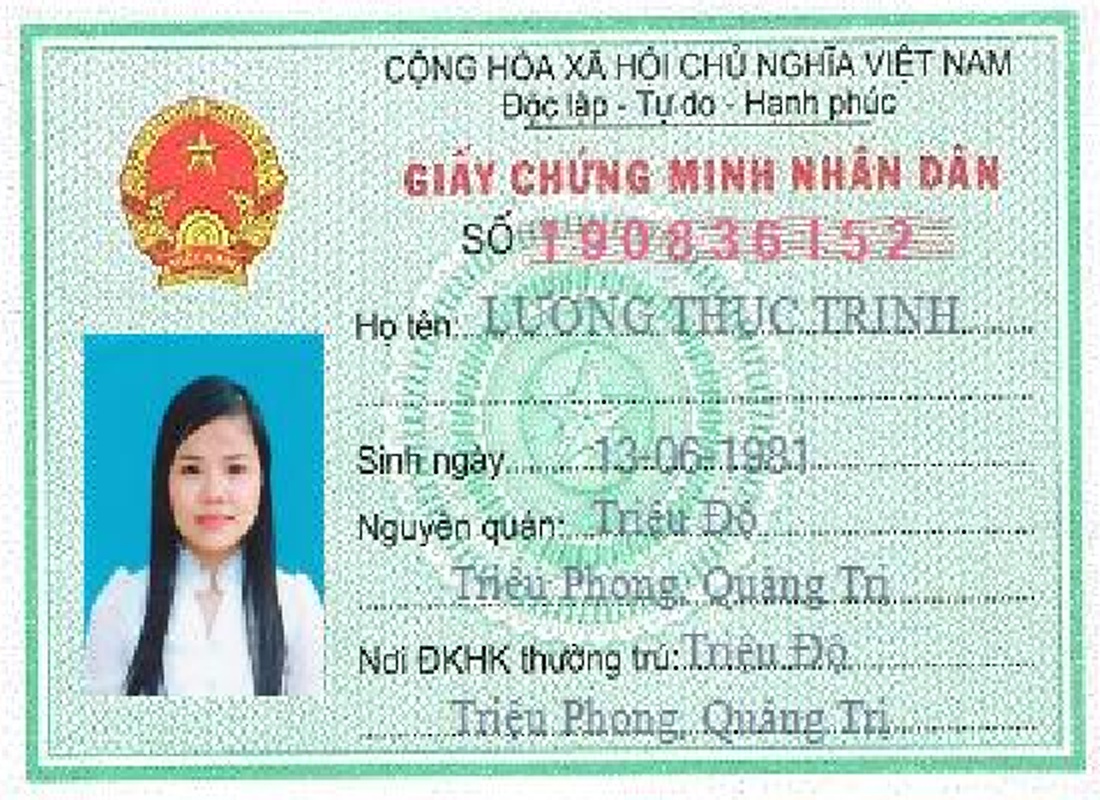 CỘNG HÒA XÃ HỘI CHỦ NGHĨA VIỆT NAM
Độc lập - Tự do - Hạnh phúc
GIẤY CHỨNG MINH NHÂN DÂN
SỐ 190836152
Họ tên: LƯƠNG THỤC TRINH
Sinh ngày 13-06-1981
Nguyên quán: Triệu Độ
Triệu Phong, Quảng Trị
Nơi ĐKHK thường trú: Triệu Độ
Triệu Phong, Quảng Trị